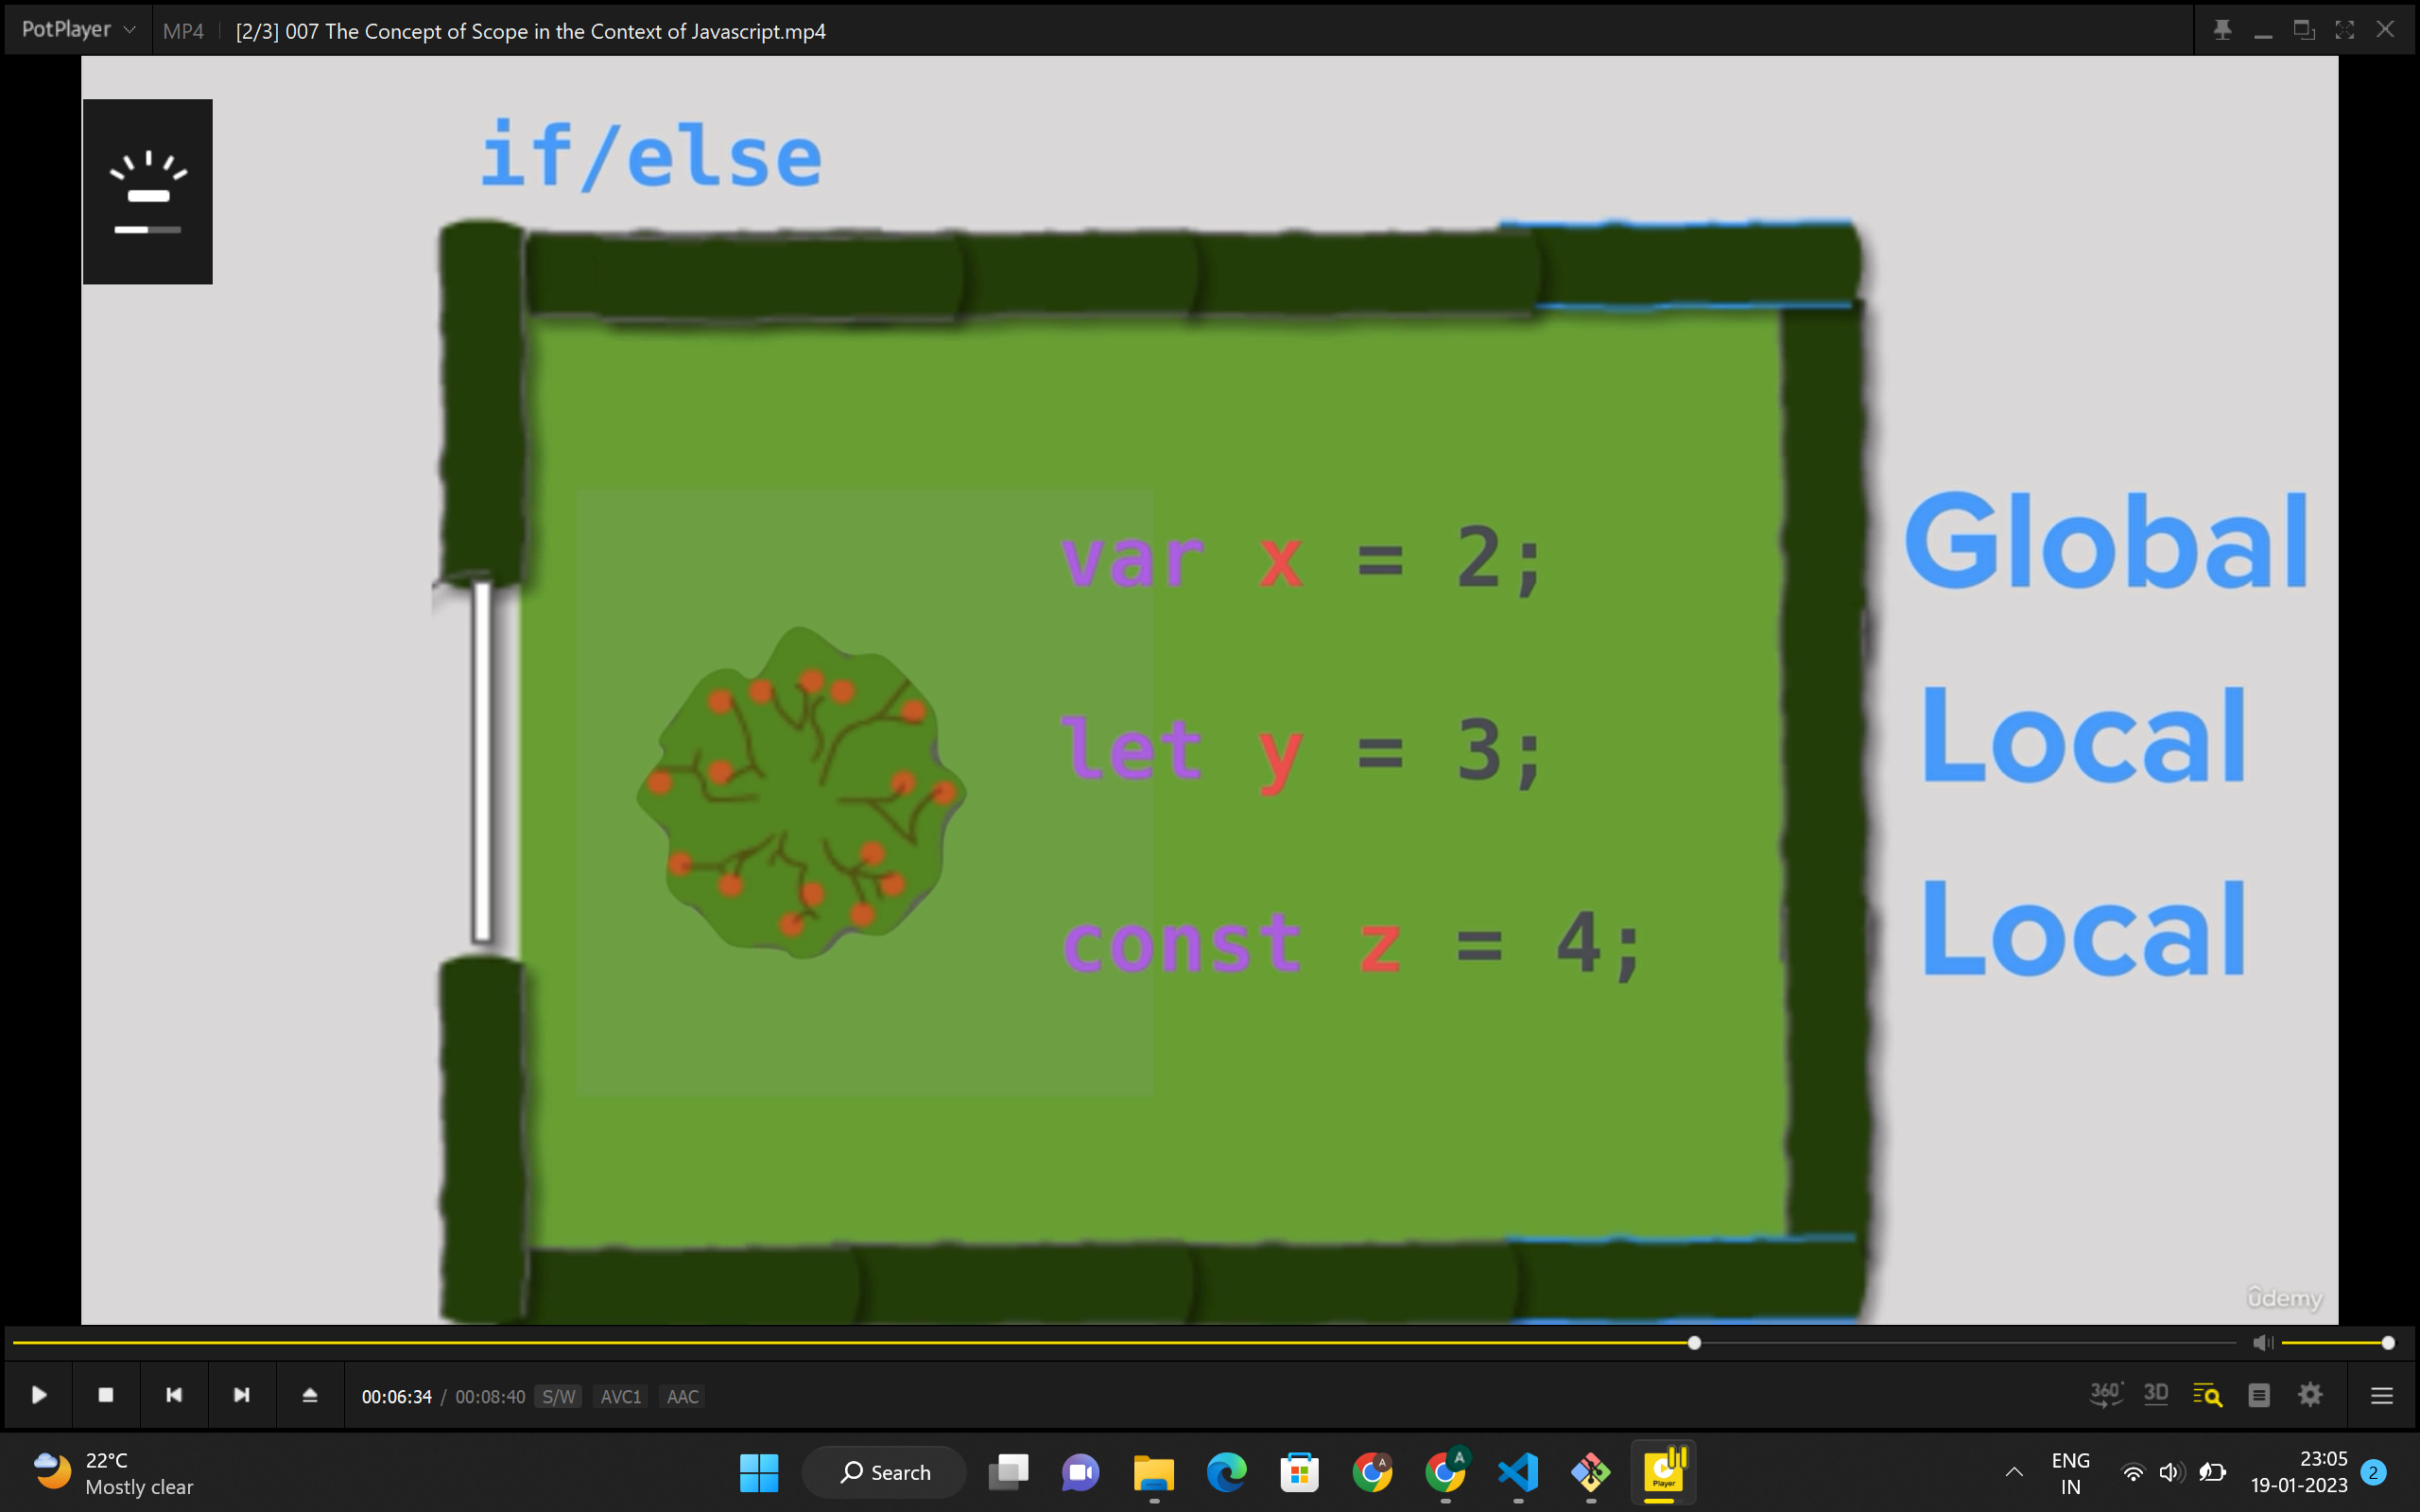 PotPlayer MP4 [2/3] 007 The Concept of Scope in the Context of Javascript.mp4
if/else
var x = 2; Global
let y = 3; Local
const z = 4; Local
ûdemy
00:06:34 / 00:08:40 S/W AVC1 AAC 360° 3D
22°C
Mostly clear
Search
A
A
Player
ENG
IN
23:05
19-01-2023
2